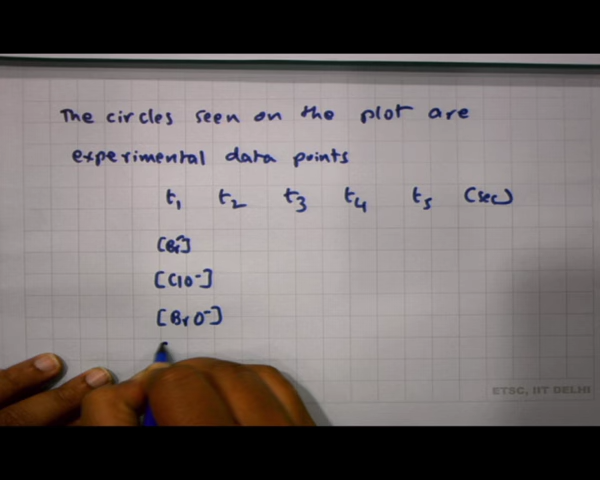 The circles seen on the plot are
experimental data points
t₁ t₂ t₃ t₄ t₅ (sec)
[Br⁻]
[ClO⁻]
[BrO⁻]
ETSC, IIT DELHI